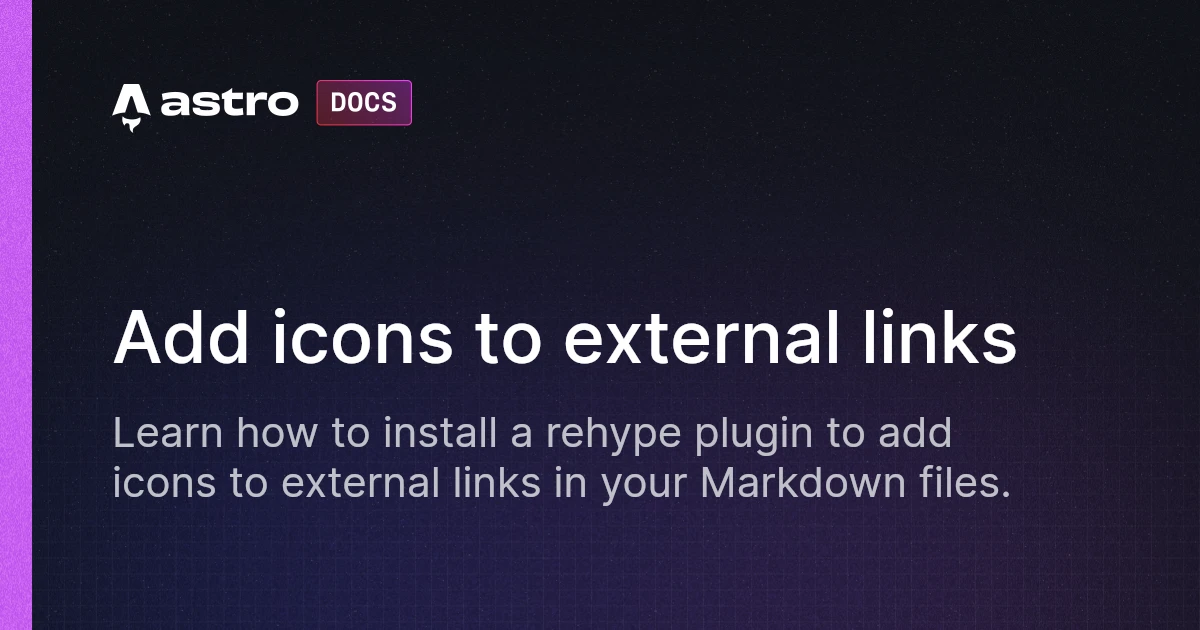 astro DOCS
Add icons to external links
Learn how to install a rehype plugin to add
icons to external links in your Markdown files.